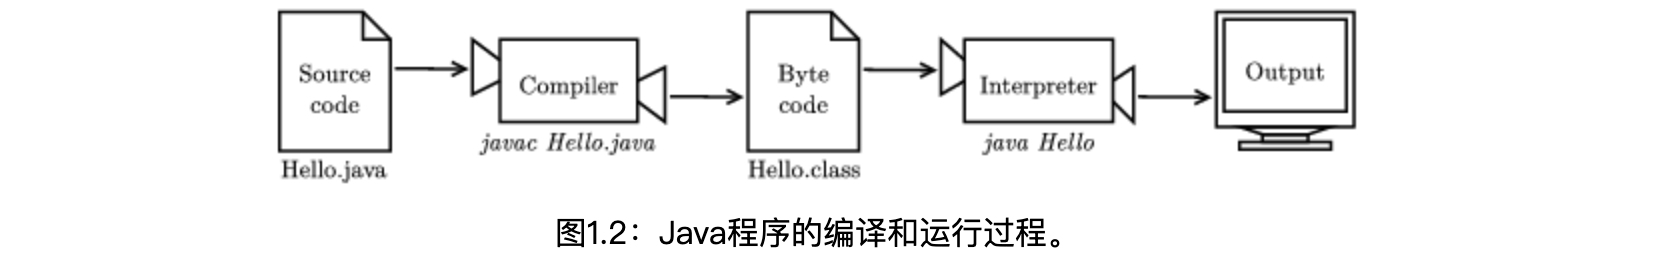 Source
code
Hello.java
Compiler
javac Hello.java
Byte
code
Hello.class
Interpreter
java Hello
Output
图1.2：Java程序的编译和运行过程。